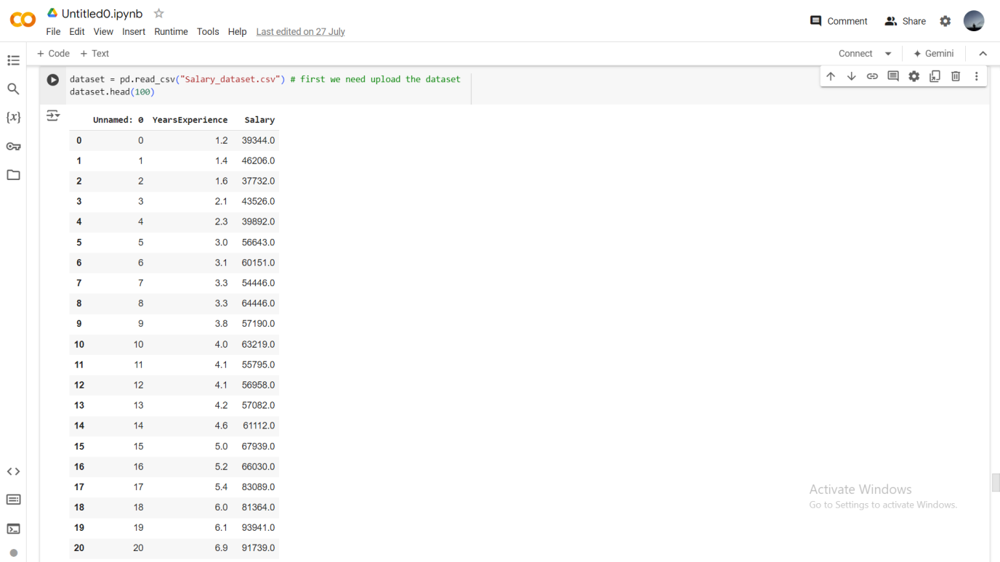 Untitled0.ipynb
File Edit View Insert Runtime Tools Help Last edited on 27 July
Comment Share
+ Code + Text
Connect Gemini
dataset = pd.read_csv("Salary_dataset.csv") # first we need upload the dataset
dataset.head(100)
Unnamed: 0 YearsExperience Salary
0 0 1.2 39344.0
1 1 1.4 46206.0
2 2 1.6 37732.0
3 3 2.1 43526.0
4 4 2.3 39892.0
5 5 3.0 56643.0
6 6 3.1 60151.0
7 7 3.3 54446.0
8 8 3.3 64446.0
9 9 3.8 57190.0
10 10 4.0 63219.0
11 11 4.1 55795.0
12 12 4.1 56958.0
13 13 4.2 57082.0
14 14 4.6 61112.0
15 15 5.0 67939.0
16 16 5.2 66030.0
17 17 5.4 83089.0
18 18 6.0 81364.0
19 19 6.1 93941.0
20 20 6.9 91739.0
Activate Windows
Go to Settings to activate Windows.